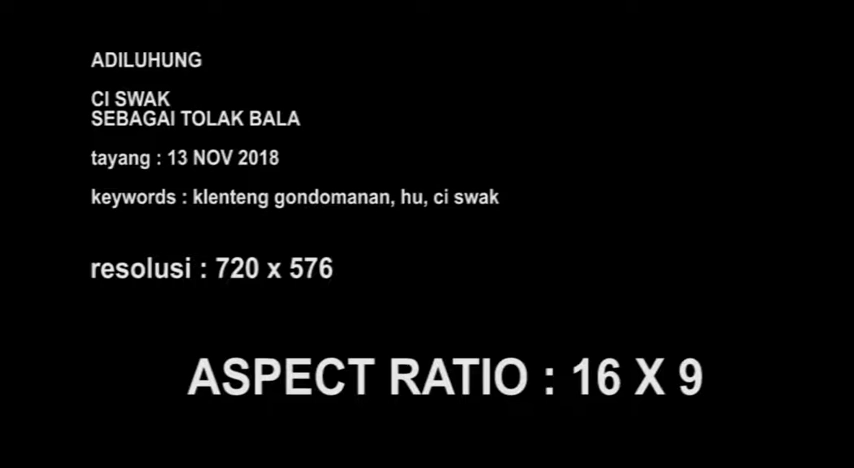 ADILUHUNG
CI SWAK
SEBAGAI TOLAK BALA
tayang : 13 NOV 2018
keywords : klenteng gondomanan, hu, ci swak
resolusi : 720 x 576
ASPECT RATIO : 16 X 9